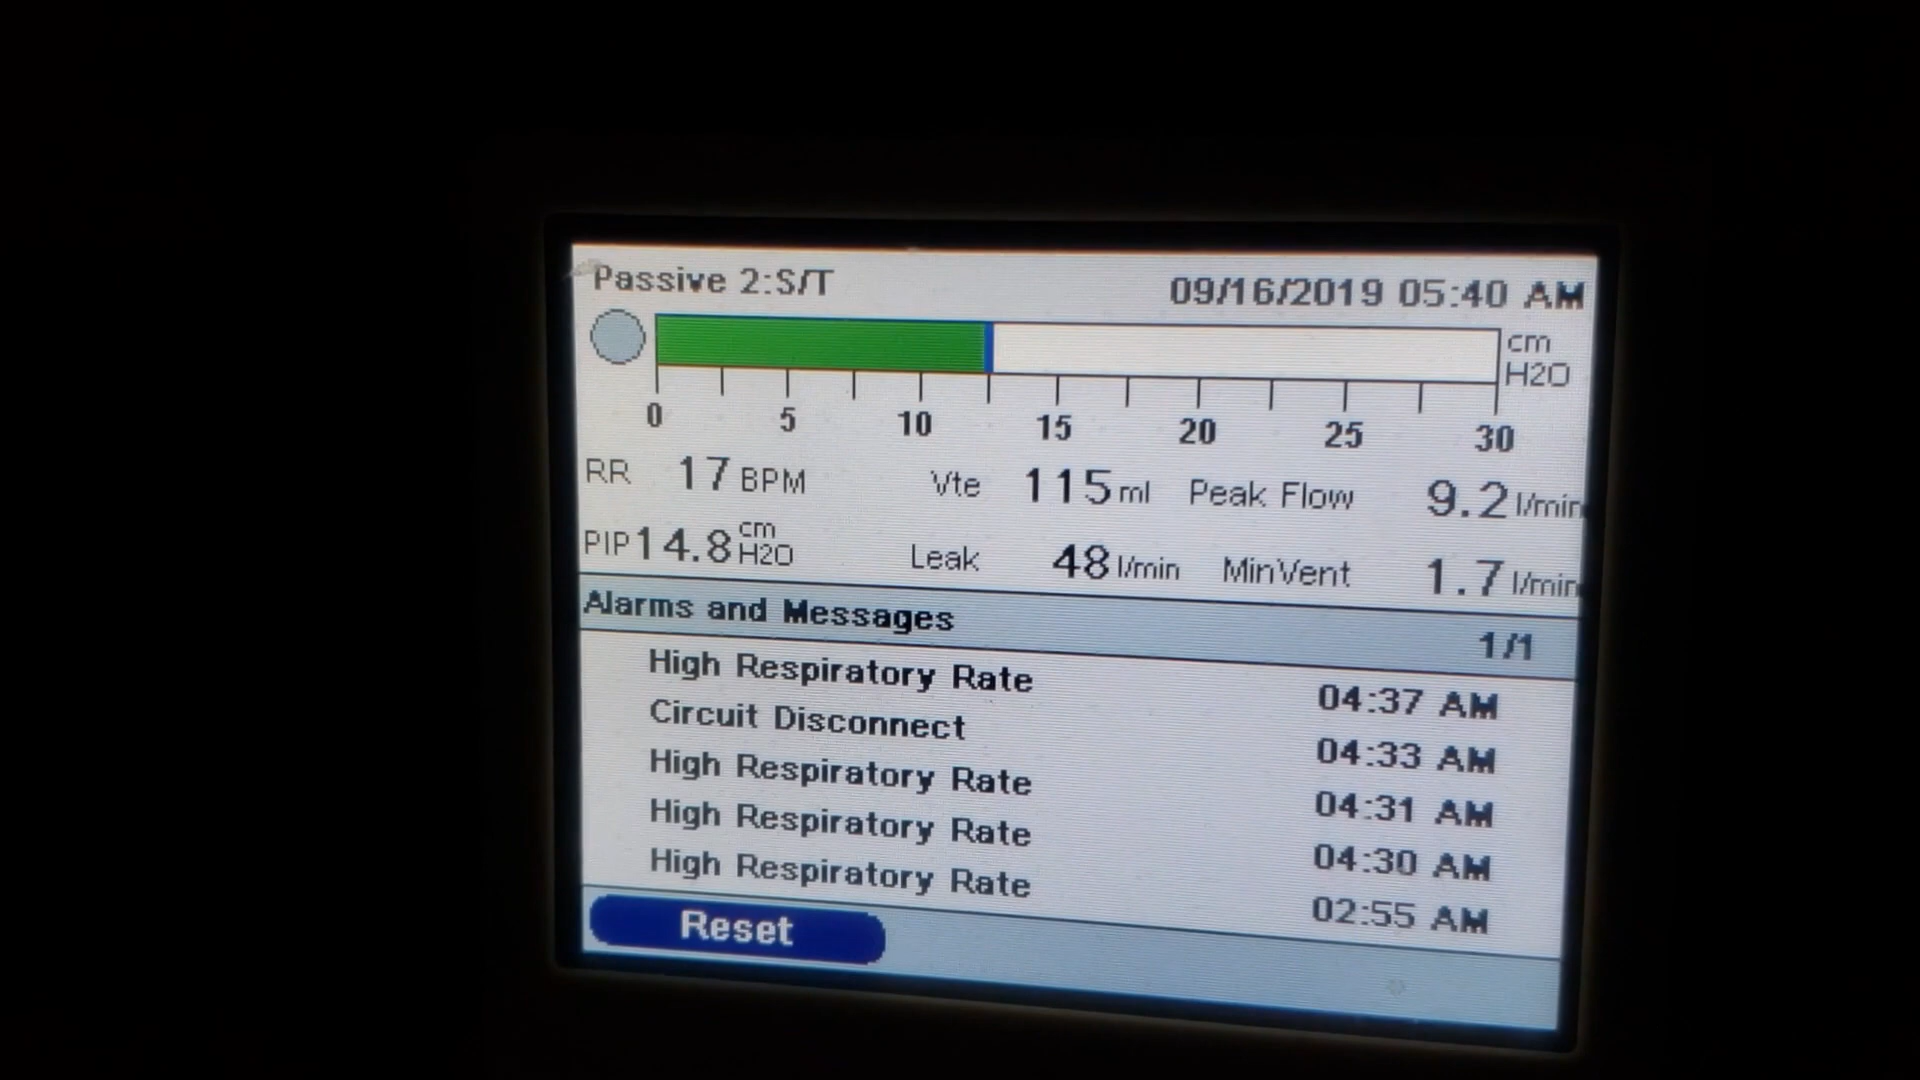 Passive 2:S/T 09/16/2019 05:40 AM
cm
H2O
0 5 10 15 20 25 30
RR 17 BPM Vte 115 ml Peak Flow 9.2 l/min
PIP 14.8 cm H2O Leak 48 l/min MinVent 1.7 l/min
Alarms and Messages 1/1
High Respiratory Rate 04:37 AM
Circuit Disconnect 04:33 AM
High Respiratory Rate 04:31 AM
High Respiratory Rate 04:30 AM
High Respiratory Rate 02:55 AM
Reset